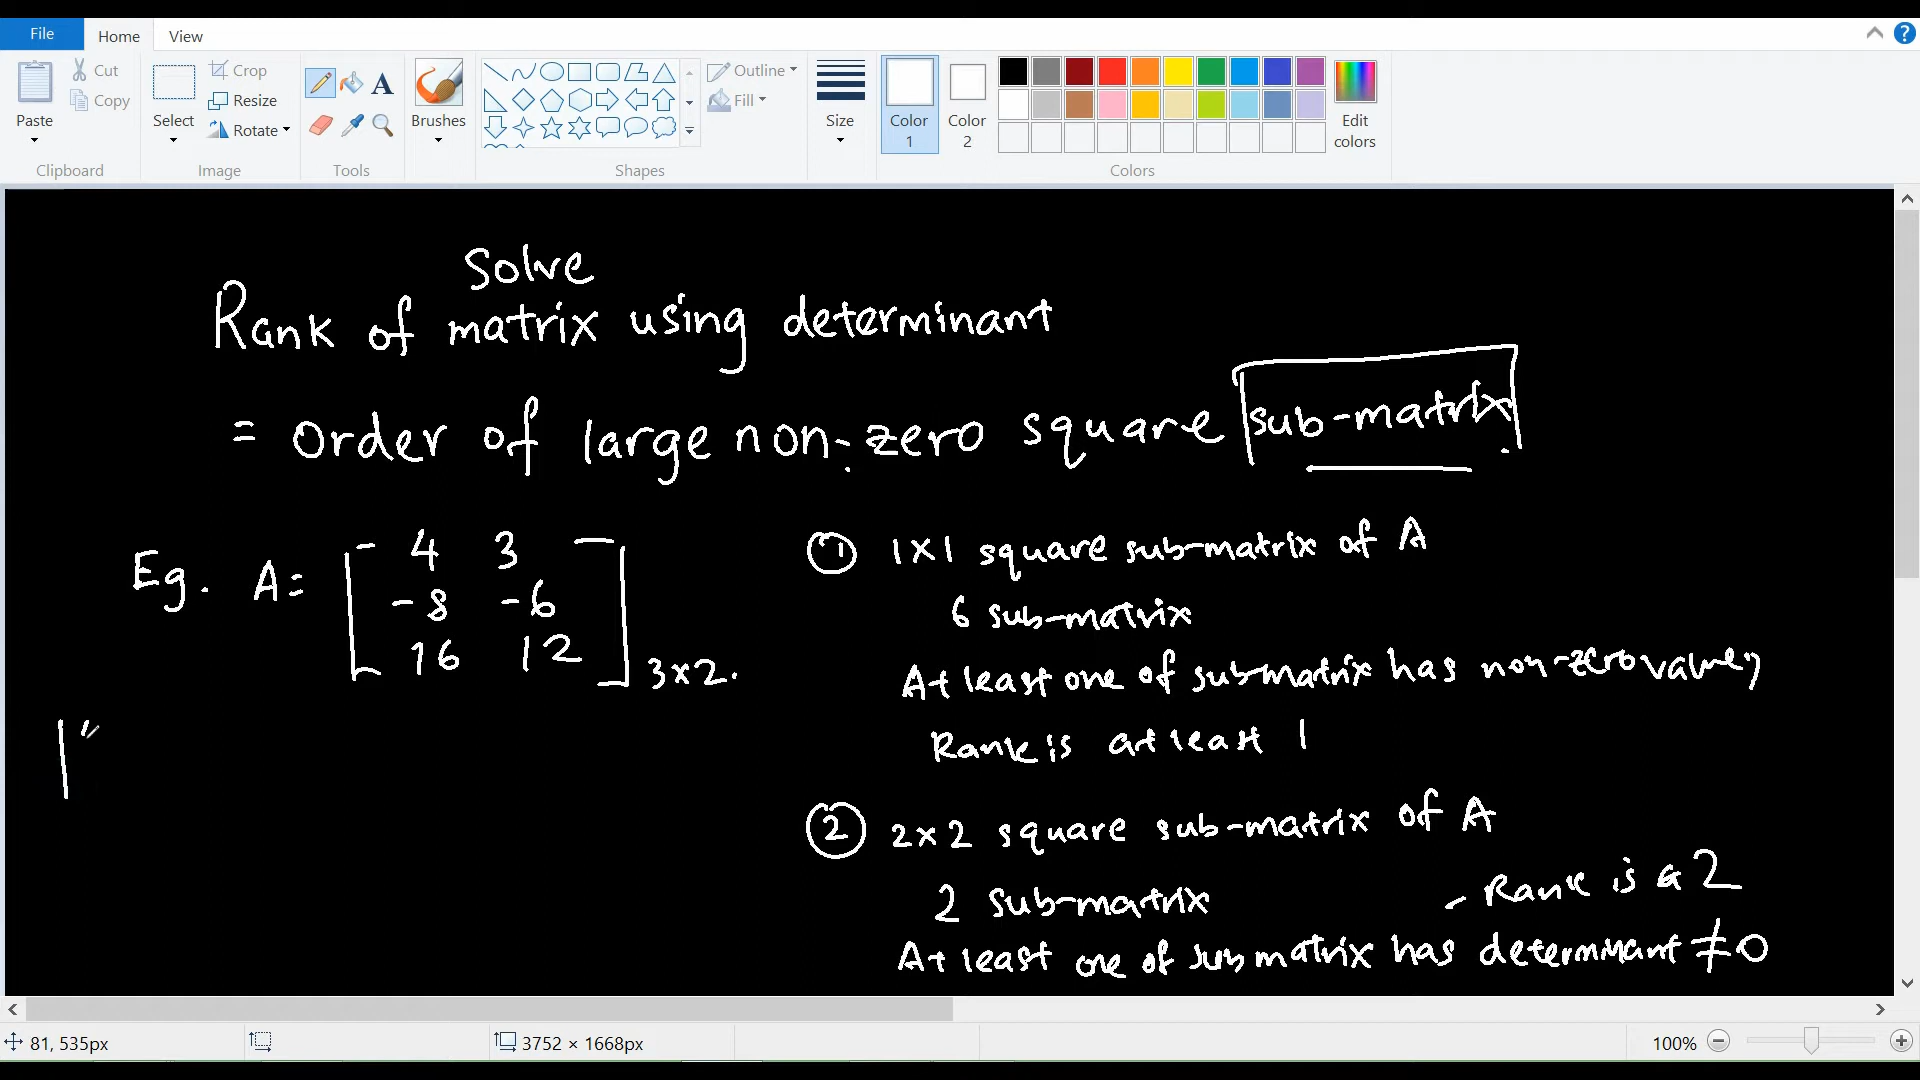 File Home View
Paste Cut Copy Select Crop Resize Rotate Brushes Outline Fill Size Color 1 Color 2 Edit colors
Clipboard Image Tools Shapes Colors
Solve
Rank of matrix using determinant
= order of large non-zero square sub-matrix
Eg. A = [ 4 3
-8 -6
16 12 ] 3x2.
① 1X1 square sub-matrix of A
6 sub-matrix
At least one of submatrix has non-zero value,
Rank is at least 1
② 2x2 square sub-matrix of A
2 sub-matrix
- Rank is a 2
At least one of submatrix has determinant ≠ 0
81, 535px 3752 × 1668px 100%